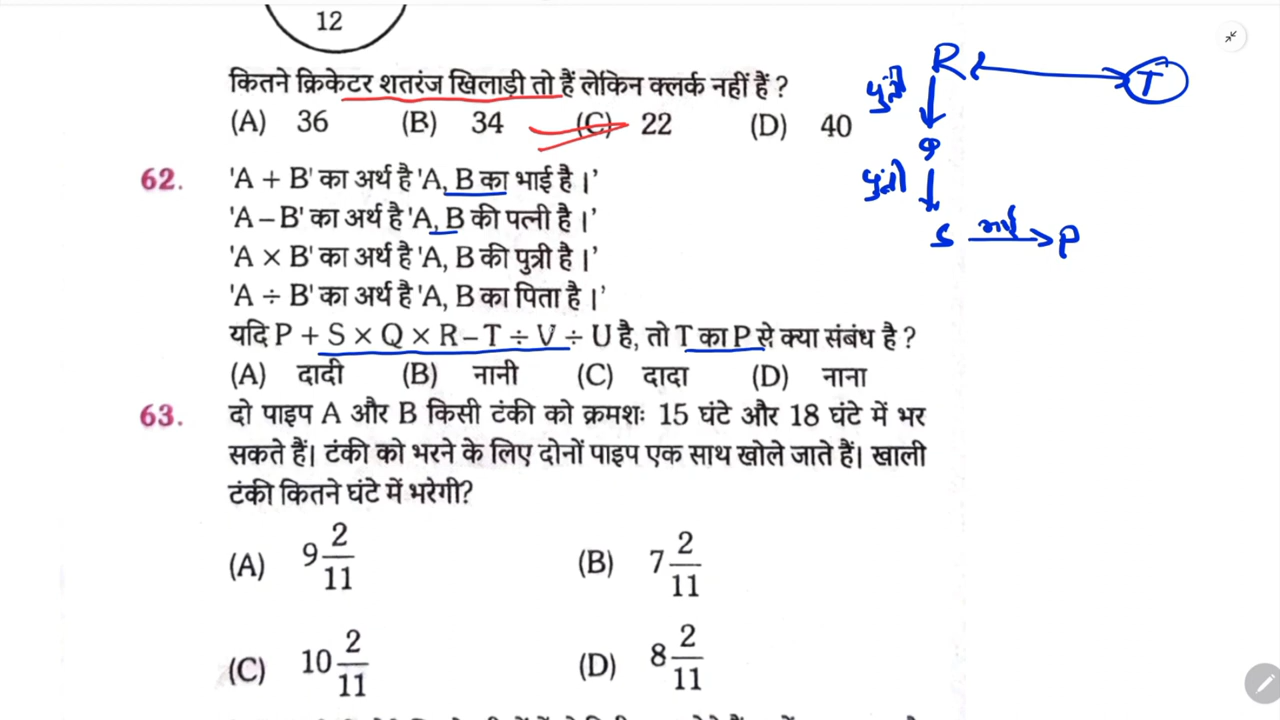 12
कितने क्रिकेटर शतरंज खिलाड़ी तो हैं लेकिन क्लर्क नहीं हैं ?
(A) 36 (B) 34 (C) 22 (D) 40
62. 'A + B' का अर्थ है 'A, B का भाई है।'
'A – B' का अर्थ है 'A, B की पत्नी है।'
'A × B' का अर्थ है 'A, B की पुत्री है।'
'A ÷ B' का अर्थ है 'A, B का पिता है।'
यदि P + S × Q × R – T ÷ V ÷ U है, तो T का P से क्या संबंध है ?
(A) दादी (B) नानी (C) दादा (D) नाना
63. दो पाइप A और B किसी टंकी को क्रमशः 15 घंटे और 18 घंटे में भर
सकते हैं। टंकी को भरने के लिए दोनों पाइप एक साथ खोले जाते हैं। खाली
टंकी कितने घंटे में भरेगी?
(A) 9 2/11 (B) 7 2/11
(C) 10 2/11 (D) 8 2/11
R T
पुत्री
पुत्री
S भाई P